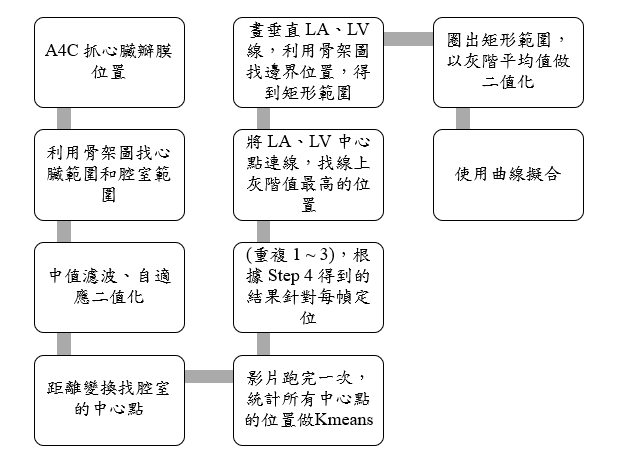 A4C 抓心臟瓣膜
位置
利用骨架圖找心
臟範圍和腔室範
圍
中值濾波、自適
應二值化
距離變換找腔室
的中心點
影片跑完一次，
統計所有中心點
的位置做Kmeans
(重複 1 ~ 3)，根
據 Step 4 得到的
結果針對每幀定
位
將 LA、LV 中心
點連線，找線上
灰階值最高的位
置
畫垂直 LA、LV
線，利用骨架圖
找邊界位置，得
到矩形範圍
圈出矩形範圍，
以灰階平均值做
二值化
使用曲線擬合